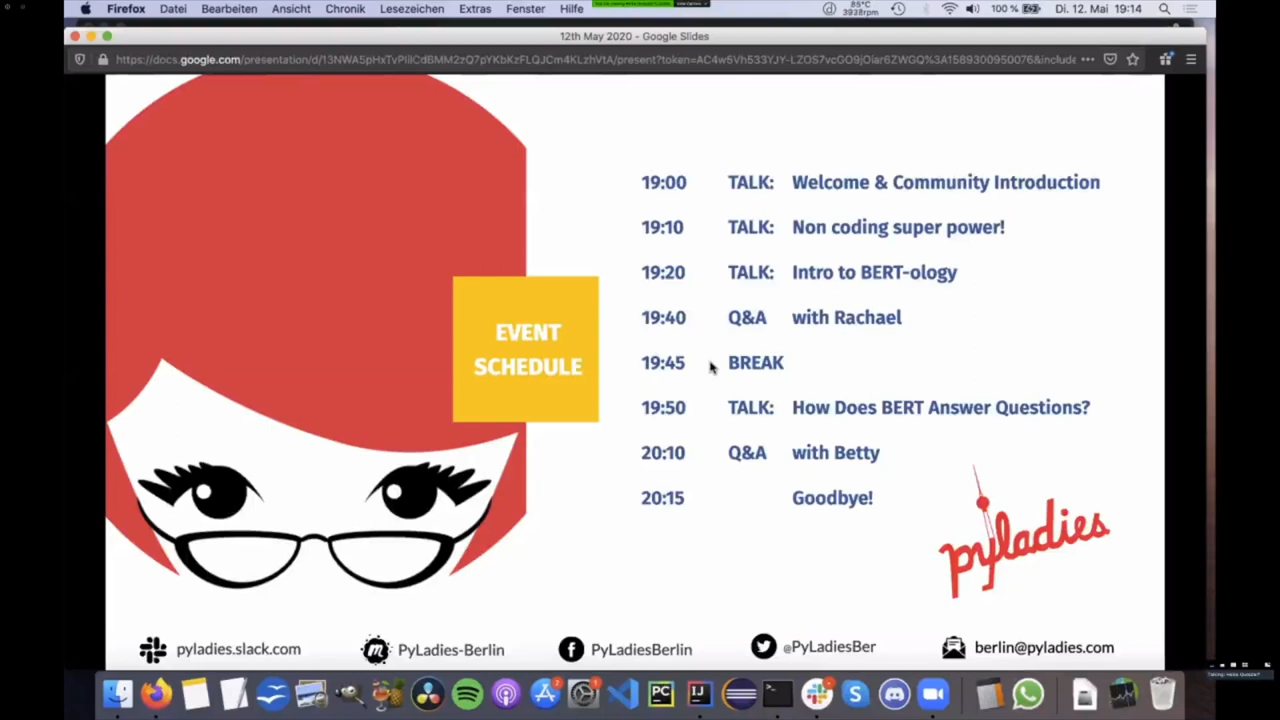 Firefox Datei Bearbeiten Ansicht Chronik Lesezeichen Extras Fenster Hilfe 85°C 3928rpm 100 % Di. 12. Mai 19:14
12th May 2020 - Google Slides
19:00 TALK: Welcome & Community Introduction
19:10 TALK: Non coding super power!
19:20 TALK: Intro to BERT-ology
19:40 Q&A with Rachael
EVENT
SCHEDULE
19:45 BREAK
19:50 TALK: How Does BERT Answer Questions?
20:10 Q&A with Betty
20:15 Goodbye!
pyladies
pyladies.slack.com PyLadies-Berlin PyLadiesBerlin @PyLadiesBer berlin@pyladies.com